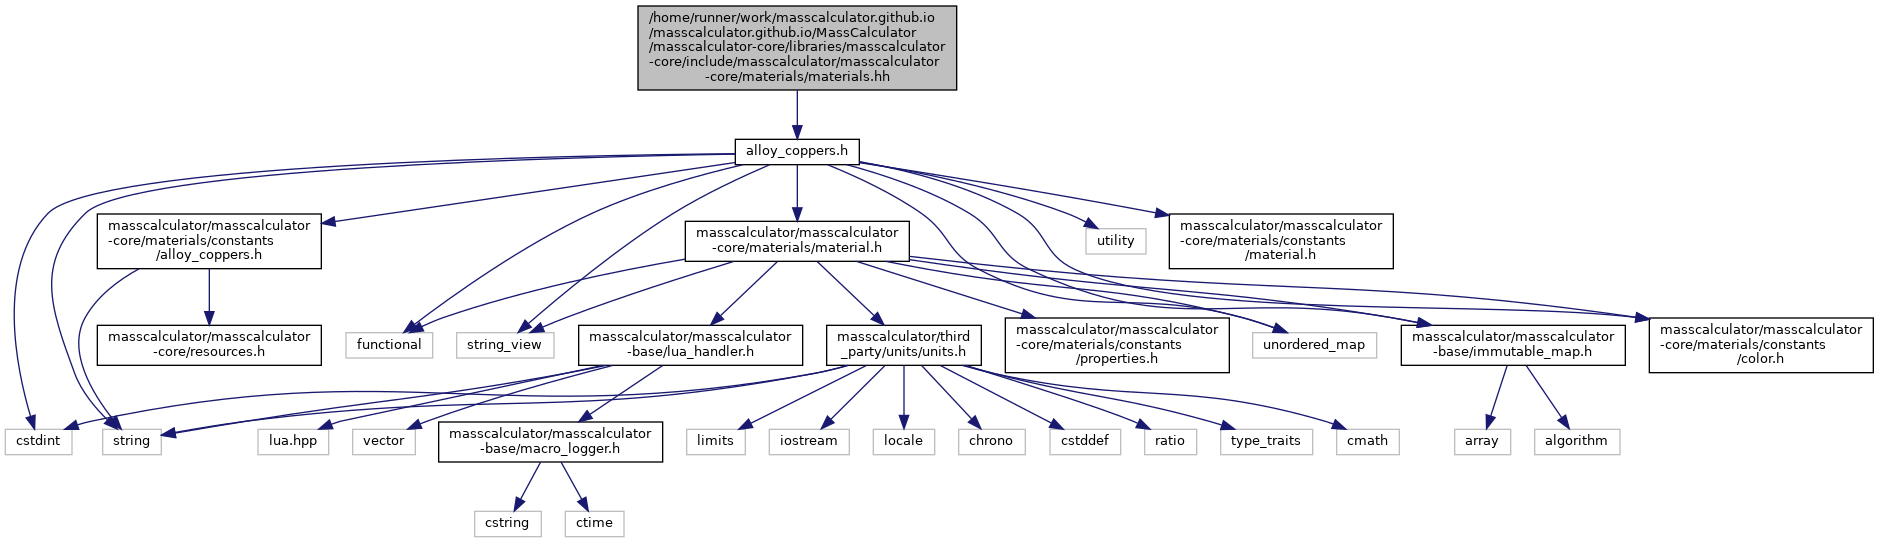 /home/runner/work/masscalculator.github.io
/masscalculator.github.io/MassCalculator
/masscalculator-core/libraries/masscalculator
-core/include/masscalculator/masscalculator
-core/materials/materials.hh
alloy_coppers.h
masscalculator/masscalculator
-core/materials/constants
/alloy_coppers.h
masscalculator/masscalculator
-core/materials/material.h
utility
masscalculator/masscalculator
-core/materials/constants
/material.h
masscalculator/masscalculator
-core/resources.h
functional
string_view
masscalculator/masscalculator
-base/lua_handler.h
masscalculator/third
_party/units/units.h
masscalculator/masscalculator
-core/materials/constants
/properties.h
unordered_map
masscalculator/masscalculator
-base/immutable_map.h
masscalculator/masscalculator
-core/materials/constants
/color.h
cstdint
string
lua.hpp
vector
masscalculator/masscalculator
-base/macro_logger.h
limits
iostream
locale
chrono
cstddef
ratio
type_traits
cmath
array
algorithm
cstring
ctime